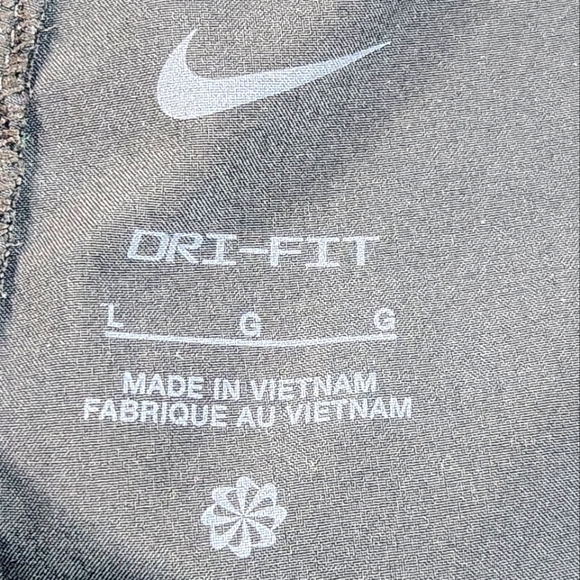 DRI-FIT
L G G
MADE IN VIETNAM
FABRIQUE AU VIETNAM